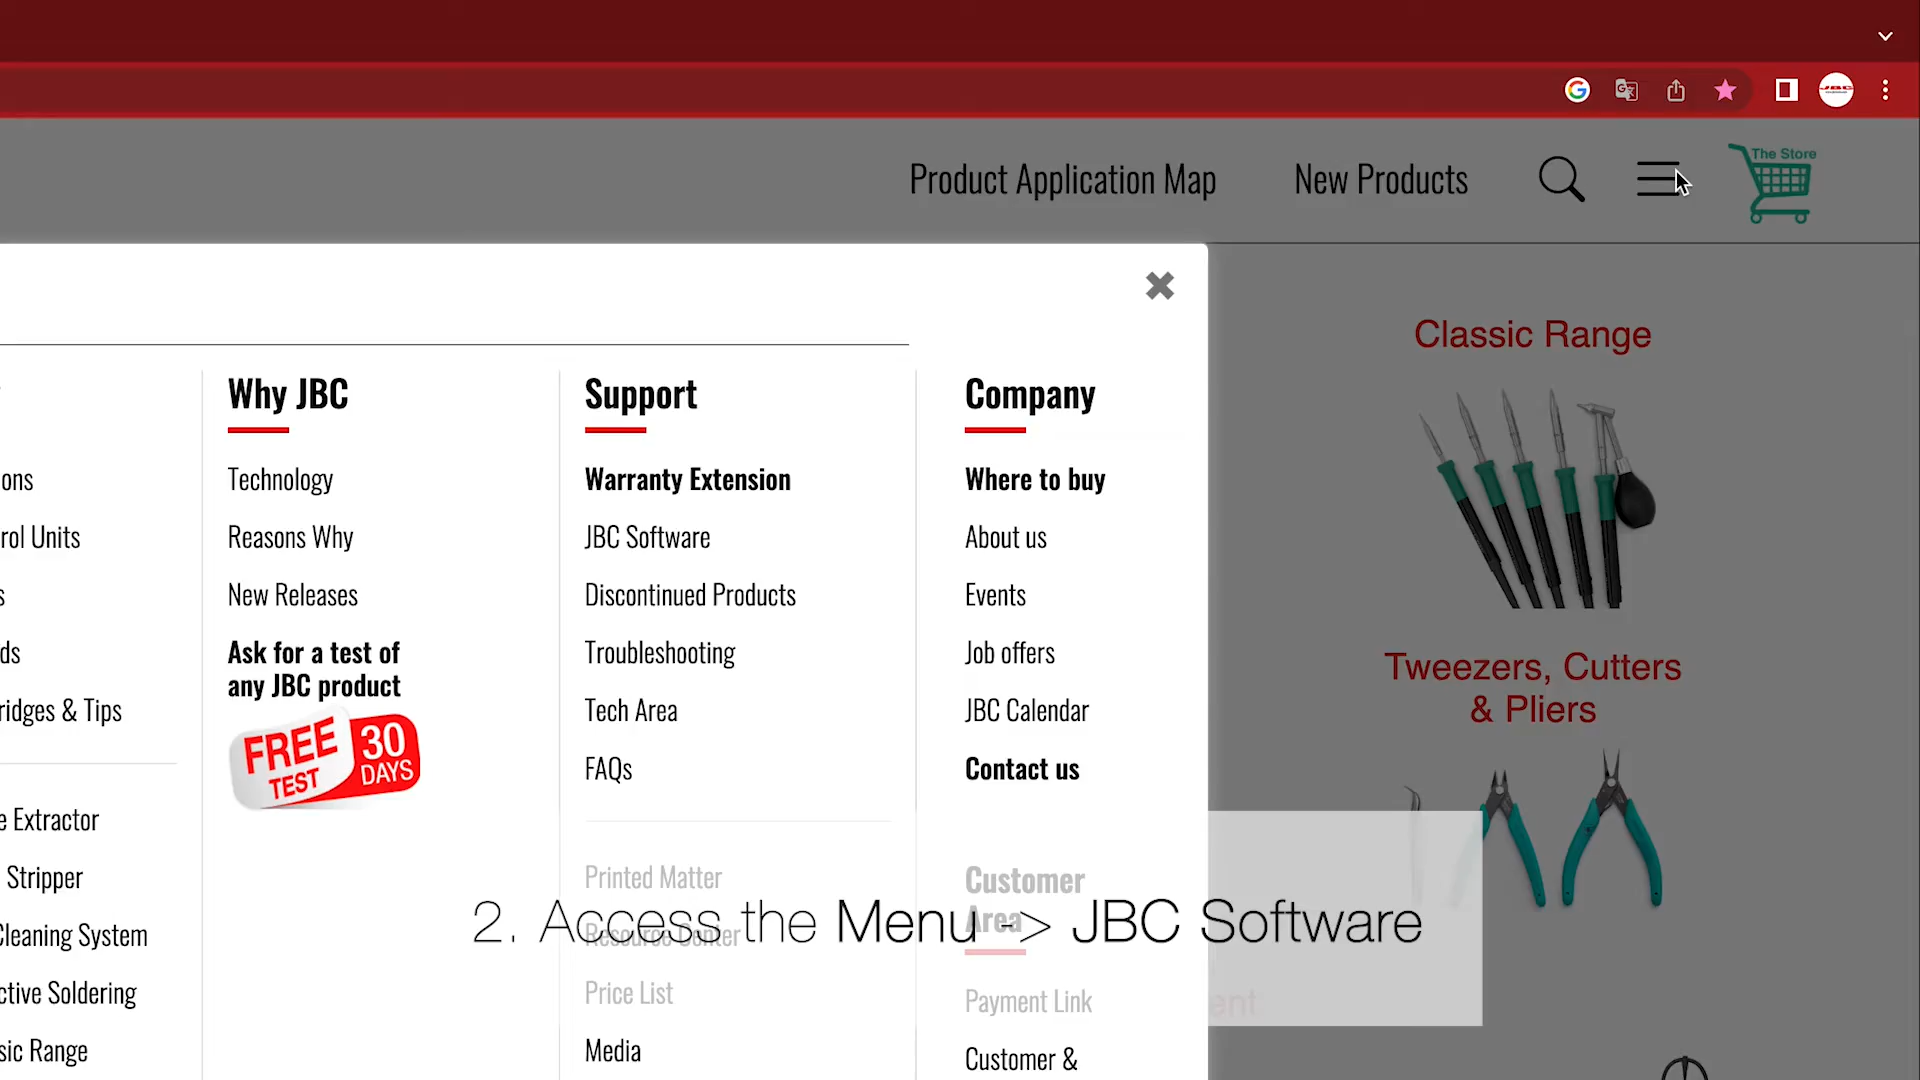 The Store
Product Application Map
New Products
Classic Range
Tweezers, Cutters
& Pliers
ons
rol Units
s
ds
ridges & Tips
e Extractor
Stripper
Cleaning System
ctive Soldering
sic Range
Why JBC
Technology
Reasons Why
New Releases
Ask for a test of
any JBC product
FREE
TEST
30
DAYS
Support
Warranty Extension
JBC Software
Discontinued Products
Troubleshooting
Tech Area
FAQs
Printed Matter
Resource Center
Price List
Media
Company
Where to buy
About us
Events
Job offers
JBC Calendar
Contact us
Customer
Area
Payment Link
Customer &
ent
2. Access the Menu -> JBC Software